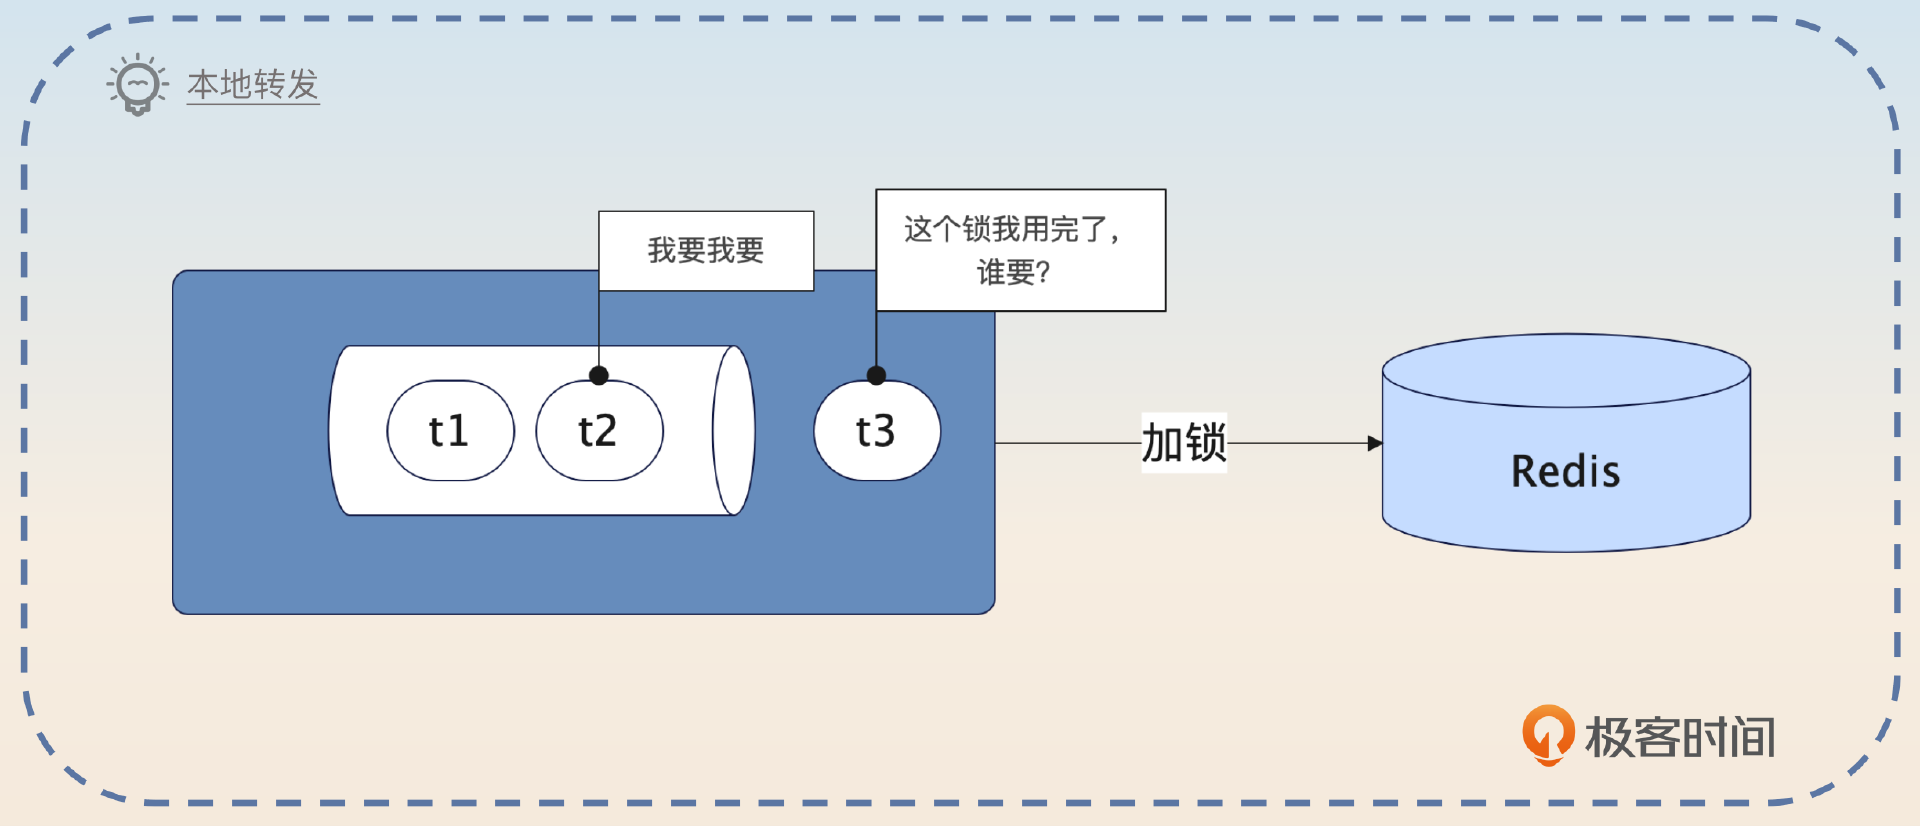 本地转发
我要我要
这个锁我用完了，
谁要？
t1
t2
t3
加锁
Redis
极客时间